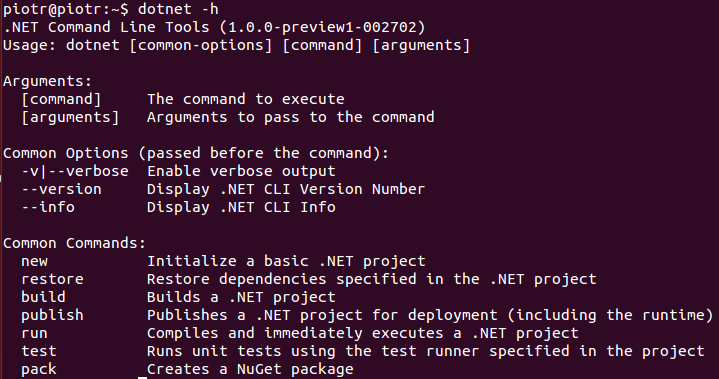 piotr@piotr:~$ dotnet -h
.NET Command Line Tools (1.0.0-preview1-002702)
Usage: dotnet [common-options] [command] [arguments]
Arguments:
[command] The command to execute
[arguments] Arguments to pass to the command
Common Options (passed before the command):
-v|--verbose Enable verbose output
--version Display .NET CLI Version Number
--info Display .NET CLI Info
Common Commands:
new Initialize a basic .NET project
restore Restore dependencies specified in the .NET project
build Builds a .NET project
publish Publishes a .NET project for deployment (including the runtime)
run Compiles and immediately executes a .NET project
test Runs unit tests using the test runner specified in the project
pack Creates a NuGet package